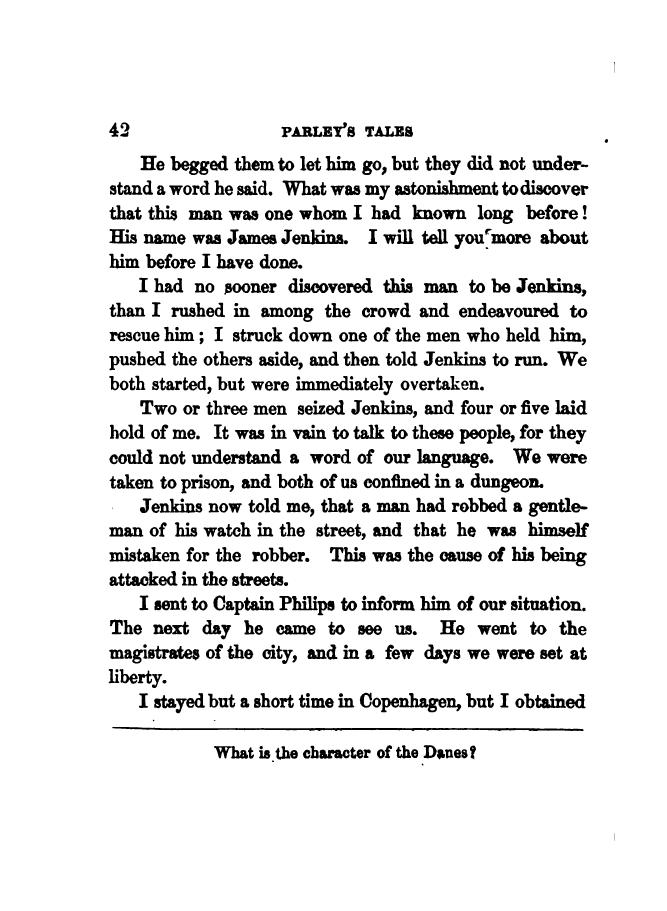 42 PARLEY'S TALES
He begged them to let him go, but they did not under-
stand a word he said. What was my astonishment to discover
that this man was one whom I had known long before!
His name was James Jenkins. I will tell you more about
him before I have done.
I had no sooner discovered this man to be Jenkins,
than I rushed in among the crowd and endeavoured to
rescue him; I struck down one of the men who held him,
pushed the others aside, and then told Jenkins to run. We
both started, but were immediately overtaken.
Two or three men seized Jenkins, and four or five laid
hold of me. It was in vain to talk to these people, for they
could not understand a word of our language. We were
taken to prison, and both of us confined in a dungeon.
Jenkins now told me, that a man had robbed a gentle-
man of his watch in the street, and that he was himself
mistaken for the robber. This was the cause of his being
attacked in the streets.
I sent to Captain Philips to inform him of our situation.
The next day he came to see us. He went to the
magistrates of the city, and in a few days we were set at
liberty.
I stayed but a short time in Copenhagen, but I obtained
What is the character of the Danes?